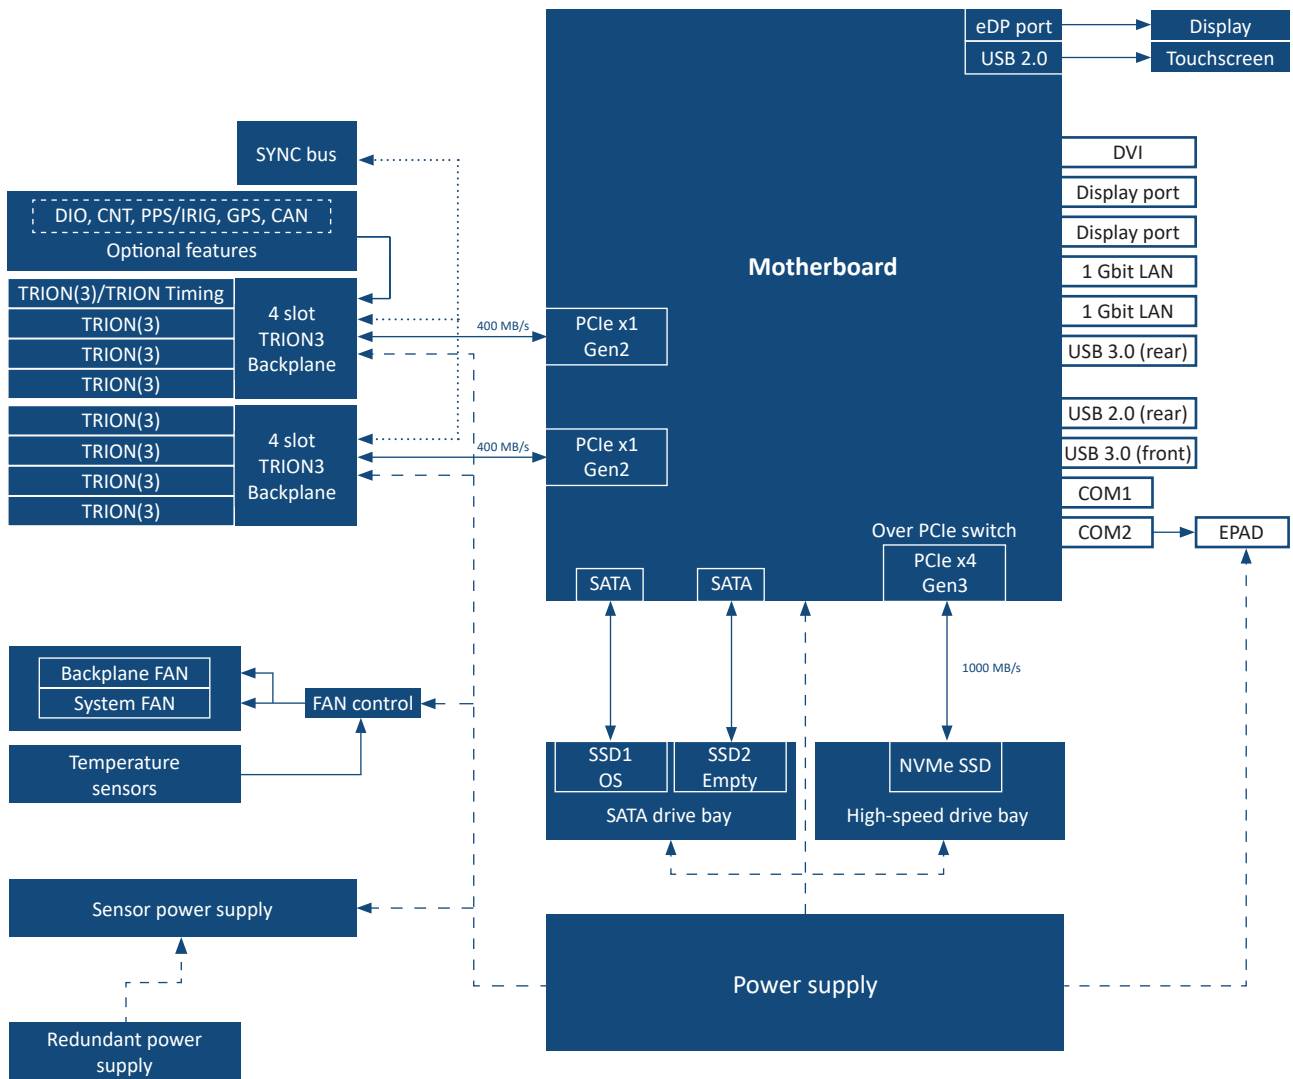 eDP port
Display
USB 2.0
Touchscreen
SYNC bus
DIO, CNT, PPS/IRIG, GPS, CAN
Optional features
TRION(3)/TRION Timing
TRION(3)
TRION(3)
TRION(3)
4 slot
TRION3
Backplane
400 MB/s
PCIe x1
Gen2
TRION(3)
TRION(3)
TRION(3)
TRION(3)
4 slot
TRION3
Backplane
400 MB/s
PCIe x1
Gen2
Motherboard
DVI
Display port
Display port
1 Gbit LAN
1 Gbit LAN
USB 3.0 (rear)
USB 2.0 (rear)
USB 3.0 (front)
COM1
COM2
EPAD
Over PCIe switch
PCIe x4
Gen3
SATA
SATA
1000 MB/s
Backplane FAN
System FAN
FAN control
Temperature
sensors
SSD1
OS
SSD2
Empty
SATA drive bay
NVMe SSD
High-speed drive bay
Sensor power supply
Power supply
Redundant power
supply